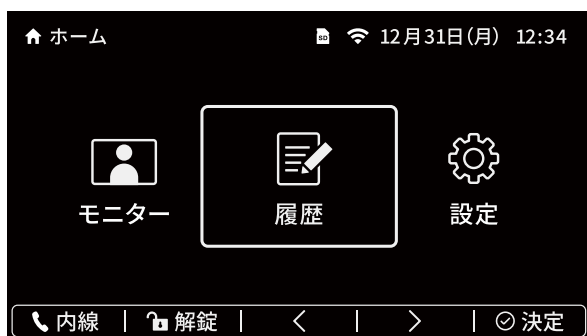 ホーム SD 12月31日(月) 12:34
モニター 履歴 設定
内線 解錠 < > 決定